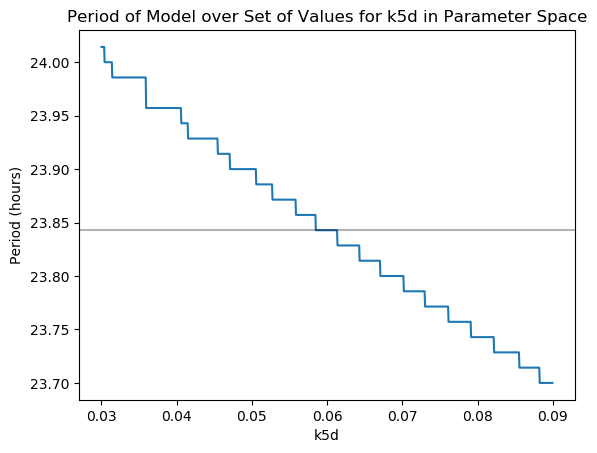 Period of Model over Set of Values for k5d in Parameter Space
24.00
23.95
23.90
23.85
23.80
23.75
23.70
Period (hours)
0.03 0.04 0.05 0.06 0.07 0.08 0.09
k5d